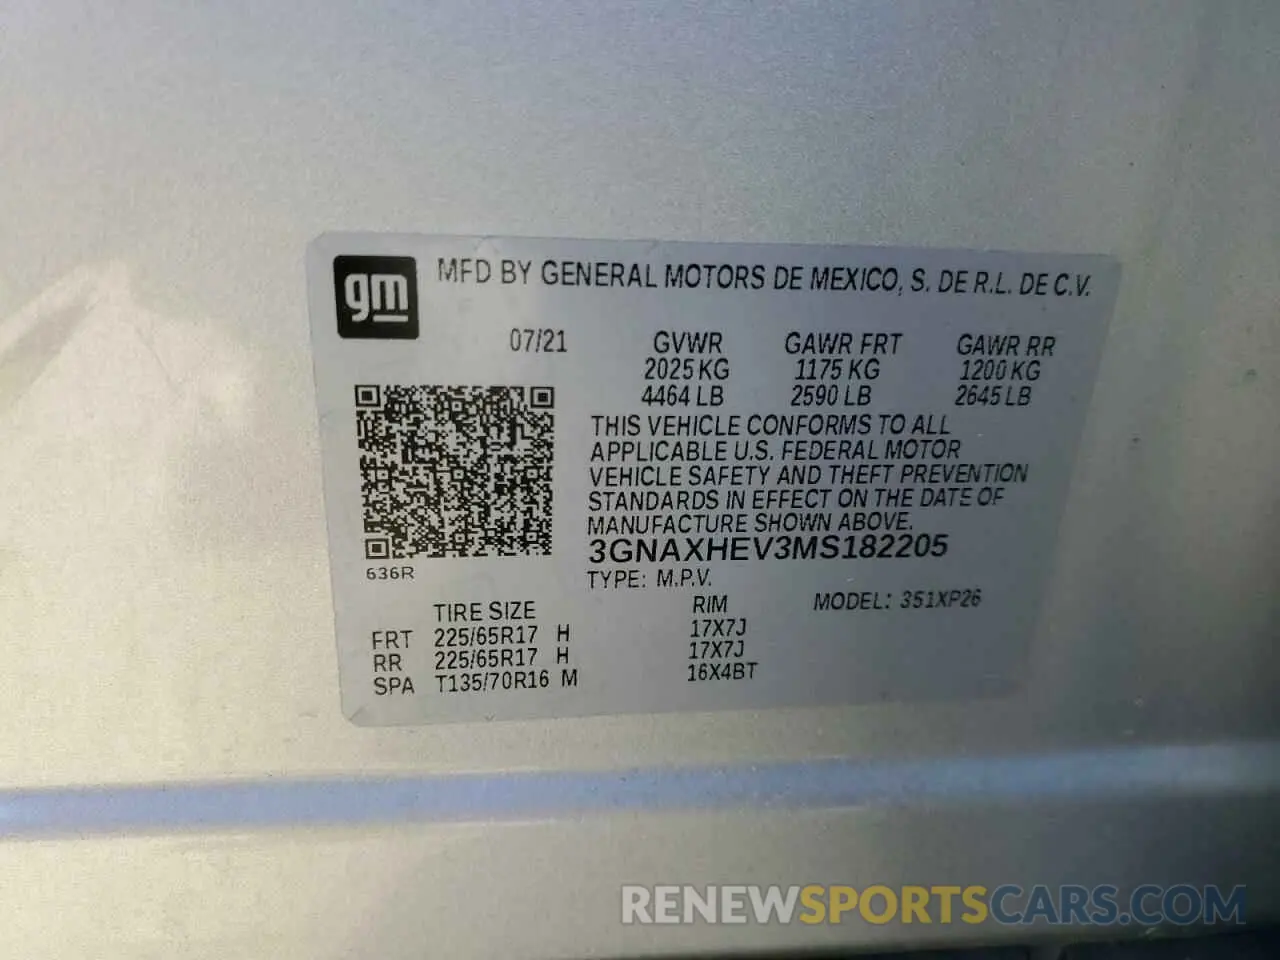 gm
MFD BY GENERAL MOTORS DE MEXICO, S. DE R.L. DE C.V.
07/21 GVWR GAWR FRT GAWR RR
2025 KG 1175 KG 1200 KG
4464 LB 2590 LB 2645 LB
THIS VEHICLE CONFORMS TO ALL
APPLICABLE U.S. FEDERAL MOTOR
VEHICLE SAFETY AND THEFT PREVENTION
STANDARDS IN EFFECT ON THE DATE OF
MANUFACTURE SHOWN ABOVE.
3GNAXHEV3MS182205
636R
TYPE: M.P.V.
MODEL: 351XP26
TIRE SIZE RIM
FRT 225/65R17 H 17X7J
RR 225/65R17 H 17X7J
SPA T135/70R16 M 16X4BT
RENEWSPORTSCARS.COM